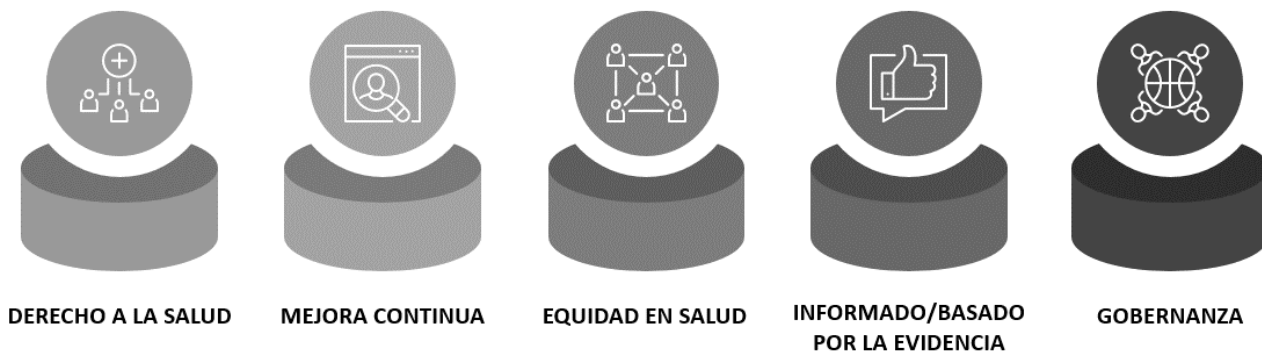 DERECHO A LA SALUD
MEJORA CONTINUA
EQUIDAD EN SALUD
INFORMADO/BASADO
POR LA EVIDENCIA
GOBERNANZA